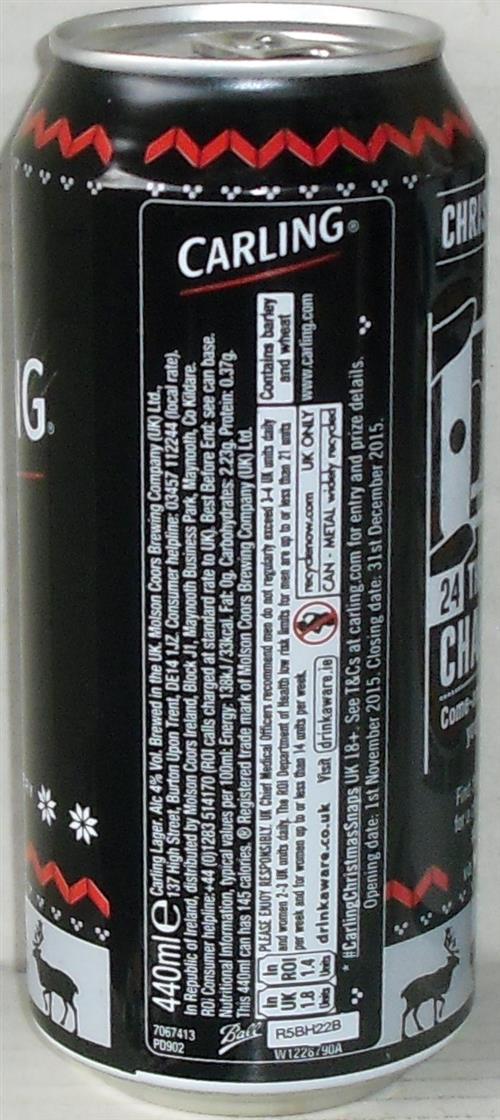 CARLING®
440ml e
Carling Lager. Alc 4% Vol. Brewed in the UK. Molson Coors Brewing Company (UK) Ltd,
137 High Street, Burton Upon Trent, DE14 1JZ. Consumer helpline: 03457 112244 (local rate).
In Republic of Ireland, distributed by Molson Coors Ireland, Block J1, Maynooth Business Park, Maynooth, Co Kildare.
ROI Consumer helpline: +44 (0)1283 514170 ROI calls charged at standard rate to UK). Best Before End: see can base.
Nutritional Information, typical values per 100ml: Energy: 138kJ/33kcal. Fat: 0g. Carbohydrates: 2.23g. Protein: 0.37g.
This 440ml can has 145 calories. ® Registered trade mark of Molson Coors Brewing Company (UK) Ltd.
In UK 1.8 Units
In ROI 1.4 Units
PLEASE ENJOY RESPONSIBLY. UK Chief Medical Officers recommend men do not regularly exceed 3-4 UK units daily
and women 2-3 UK units daily. The ROI Department of Health low risk limits for men are up to or less than 21 units
per week and for women up to or less than 14 units per week.
drinkaware.co.uk Visit drinkaware.ie
recyclenow.com UK ONLY
CAN - METAL widely recycled
Contains barley
and wheat
www.carling.com
* #CarlingChristmasSnaps UK 18+. See T&Cs at carling.com for entry and prize details.
Opening date: 1st November 2015. Closing date: 31st December 2015.
7067413
PD902
Ball
R5BH22B
W1226790A
G®
CHRIS
24
CHA
Come